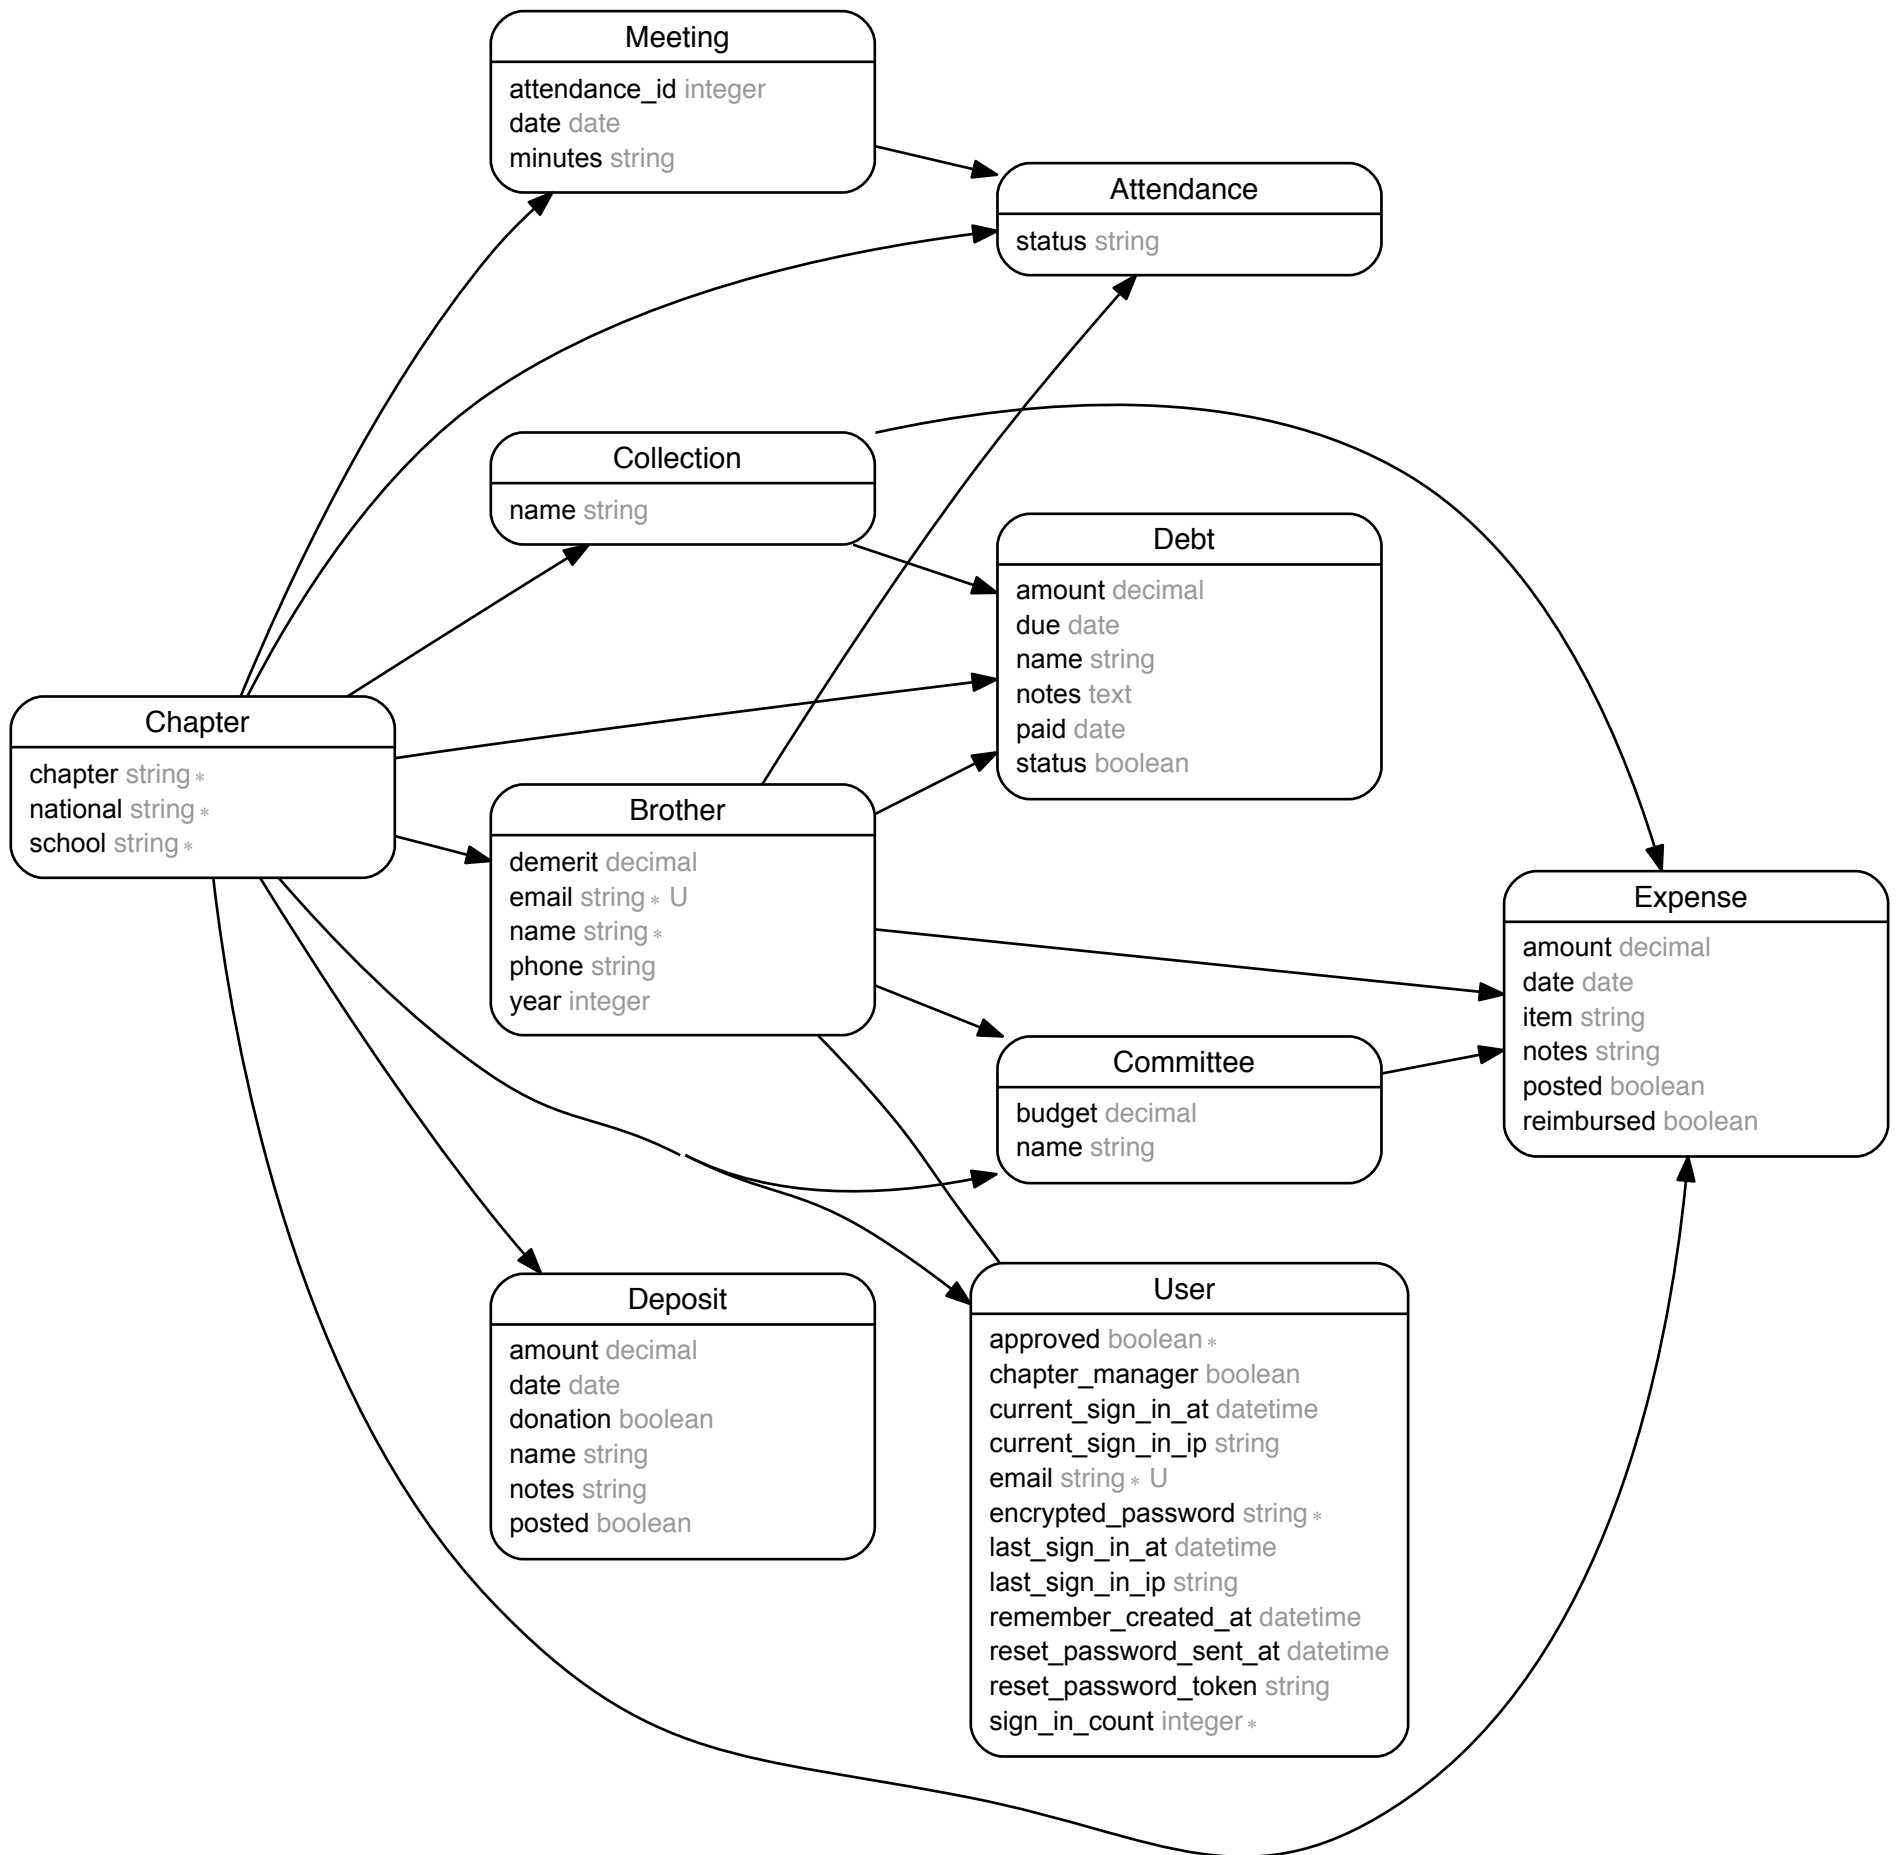 Meeting
attendance_id integer
date date
minutes string
Attendance
status string
Collection
name string
Debt
amount decimal
due date
name string
notes text
paid date
status boolean
Chapter
chapter string *
national string *
school string *
Brother
demerit decimal
email string * U
name string *
phone string
year integer
Expense
amount decimal
date date
item string
notes string
posted boolean
reimbursed boolean
Committee
budget decimal
name string
Deposit
amount decimal
date date
donation boolean
name string
notes string
posted boolean
User
approved boolean *
chapter_manager boolean
current_sign_in_at datetime
current_sign_in_ip string
email string * U
encrypted_password string *
last_sign_in_at datetime
last_sign_in_ip string
remember_created_at datetime
reset_password_sent_at datetime
reset_password_token string
sign_in_count integer *